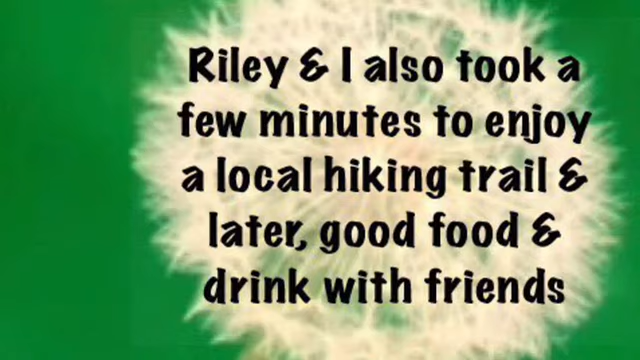 Riley & I also took a
few minutes to enjoy
a local hiking trail &
later, good food &
drink with friends